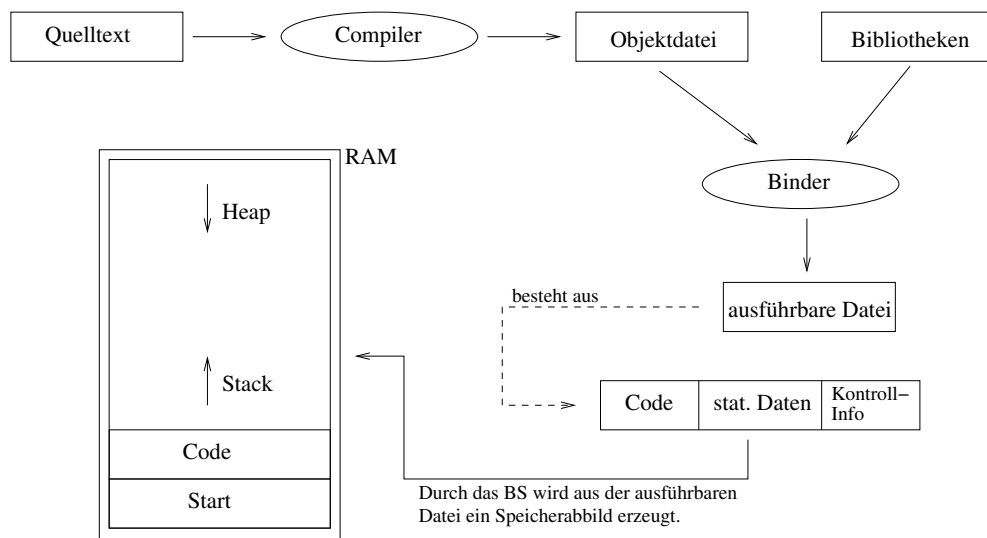 Quelltext
Compiler
Objektdatei
Bibliotheken
RAM
Binder
Heap
besteht aus
ausführbare Datei
Stack
Code
stat. Daten
Kontroll−
Info
Code
Start
Durch das BS wird aus der ausführbaren
Datei ein Speicherabbild erzeugt.